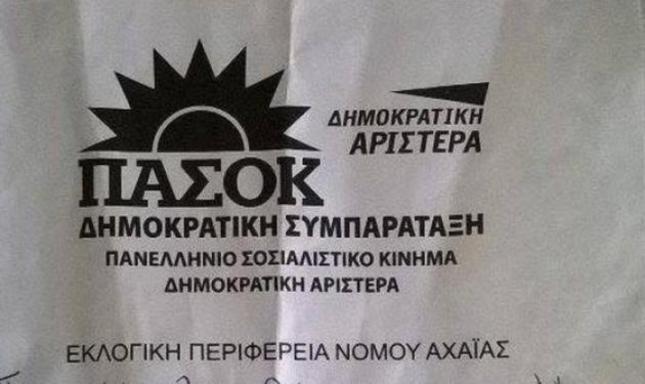 ΔΗΜΟΚΡΑΤΙΚΗ
ΑΡΙΣΤΕΡΑ
ΠΑΣΟΚ
ΔΗΜΟΚΡΑΤΙΚΗ ΣΥΜΠΑΡΑΤΑΞΗ
ΠΑΝΕΛΛΗΝΙΟ ΣΟΣΙΑΛΙΣΤΙΚΟ ΚΙΝΗΜΑ
ΔΗΜΟΚΡΑΤΙΚΗ ΑΡΙΣΤΕΡΑ
ΕΚΛΟΓΙΚΗ ΠΕΡΙΦΕΡΕΙΑ ΝΟΜΟΥ ΑΧΑΪΑΣ